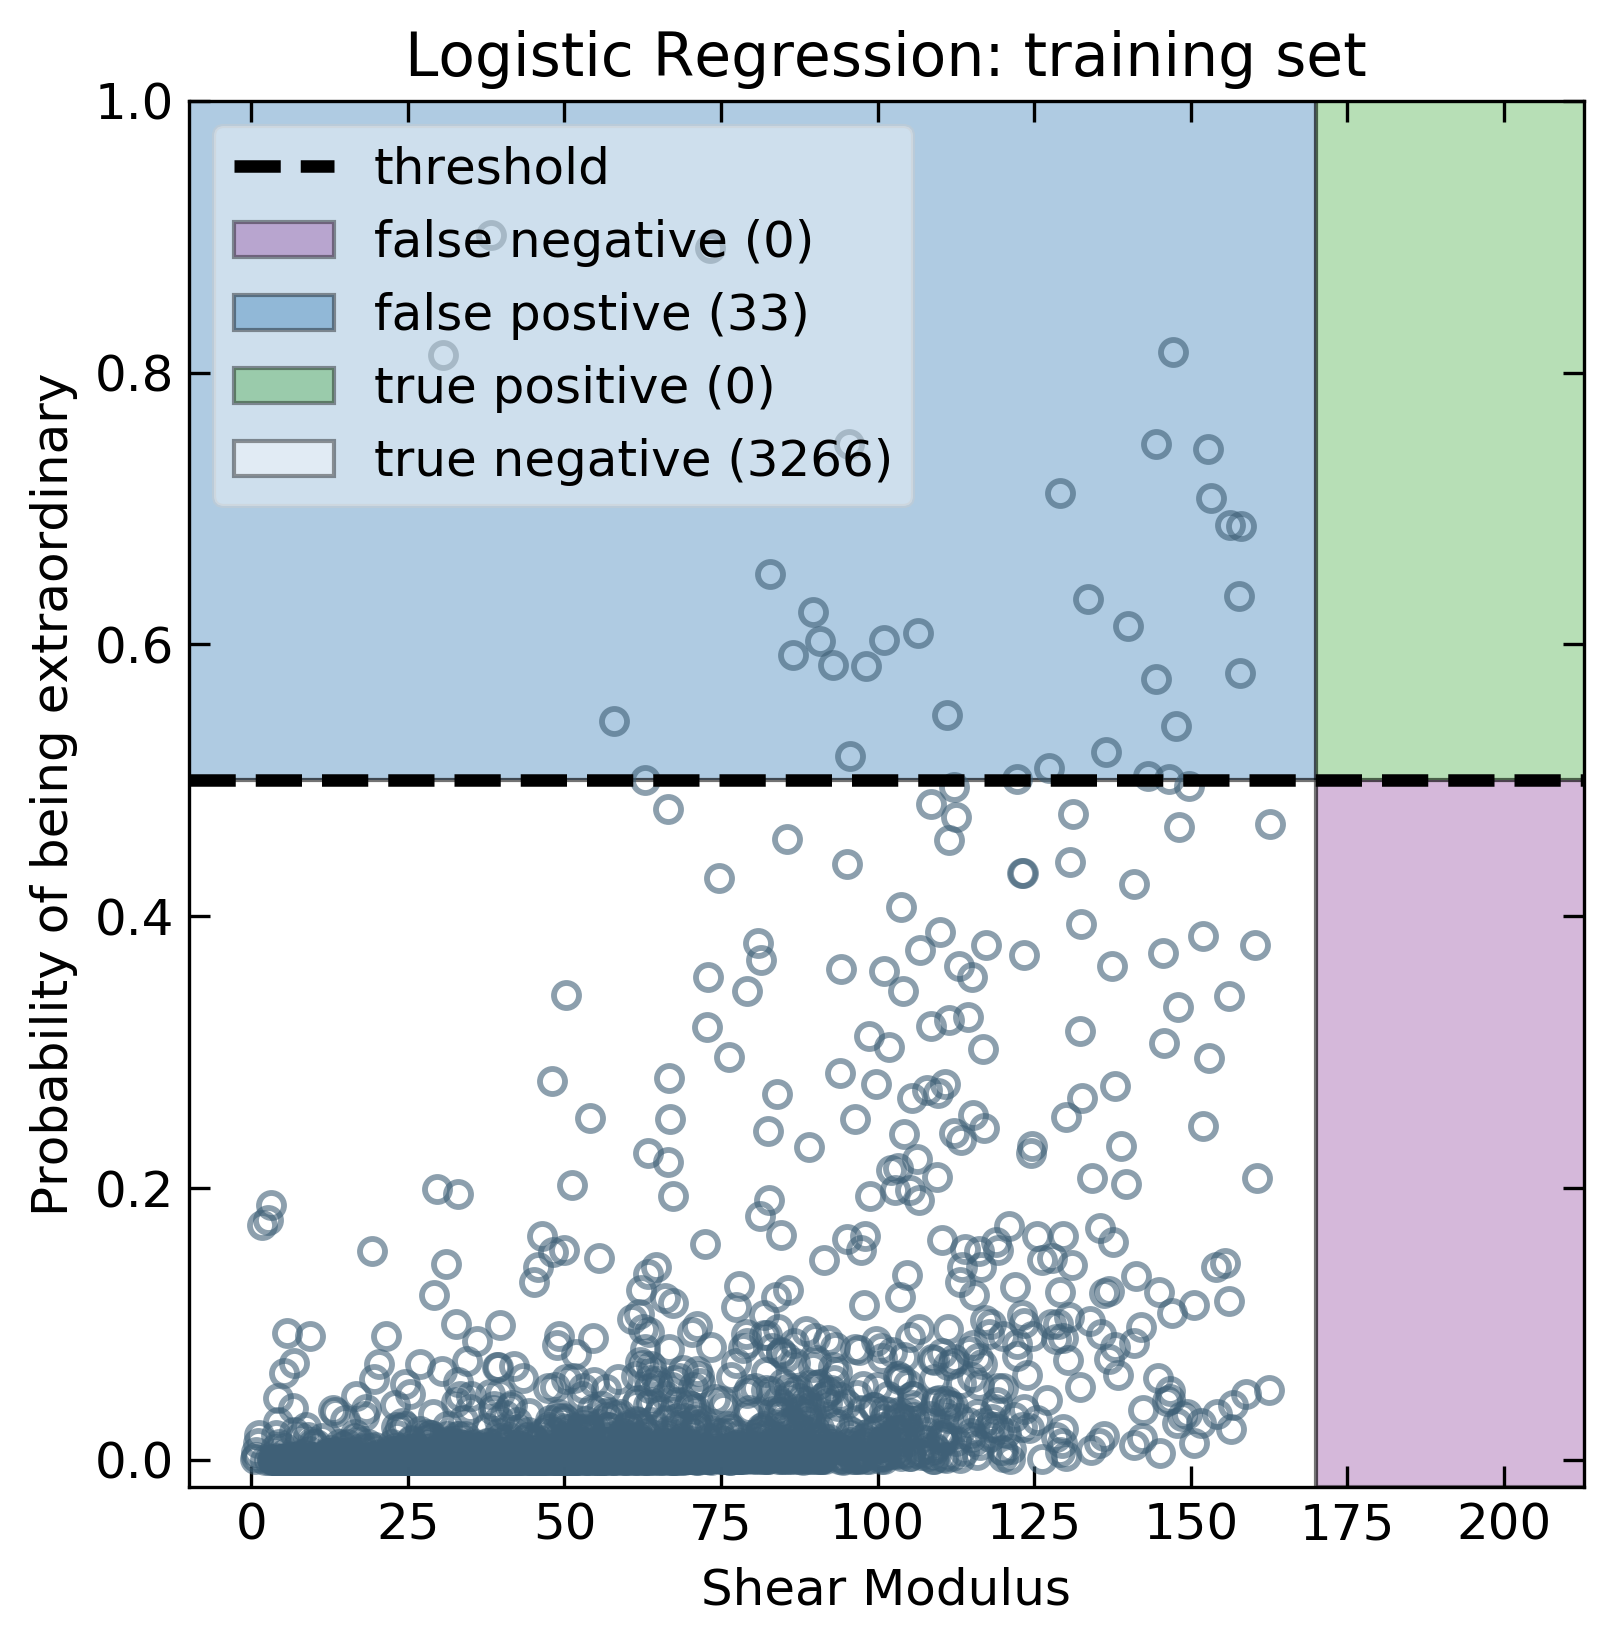 Logistic Regression: training set
1.0
0.8
0.6
0.4
0.2
0.0
Probability of being extraordinary
threshold
false negative (0)
false postive (33)
true positive (0)
true negative (3266)
0 25 50 75 100 125 150 175 200
Shear Modulus